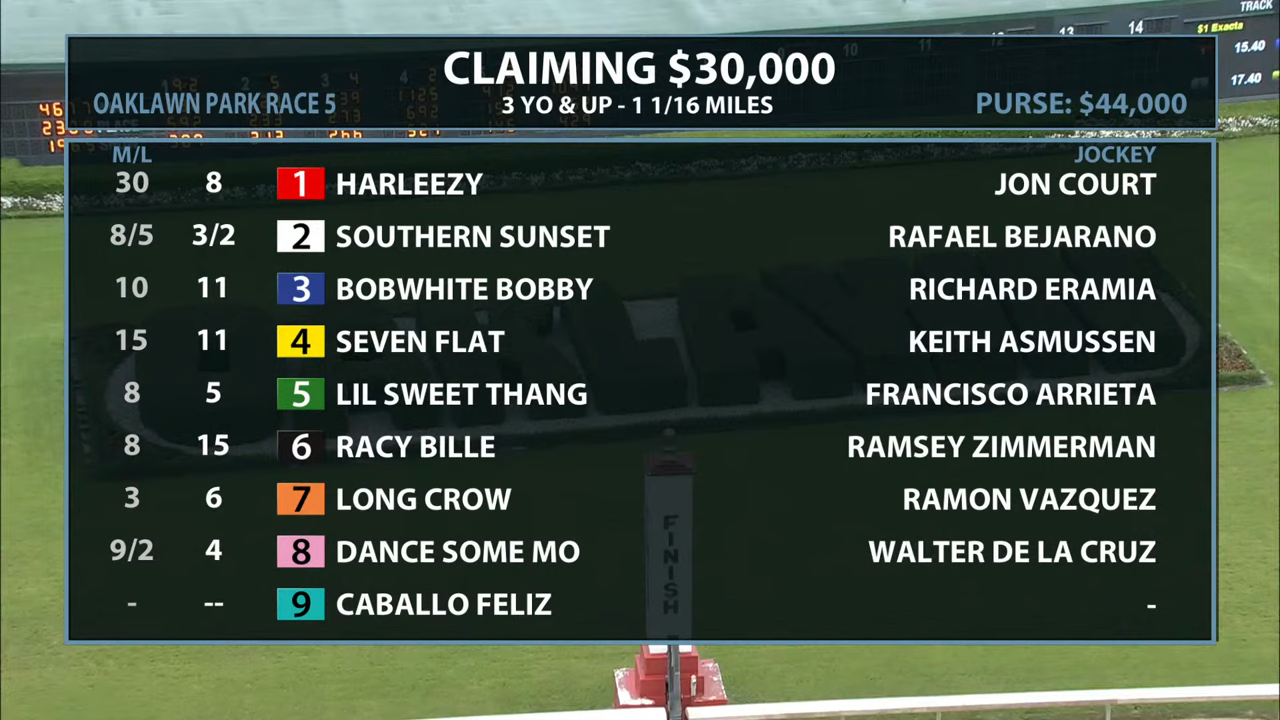 TRACK
13 14 $1 Exacta
15.40
17.40
CLAIMING $30,000
OAKLAWN PARK RACE 5
3 YO & UP - 1 1/16 MILES
PURSE: $44,000
M/L JOCKEY
30 8 1 HARLEEZY JON COURT
8/5 3/2 2 SOUTHERN SUNSET RAFAEL BEJARANO
10 11 3 BOBWHITE BOBBY RICHARD ERAMIA
15 11 4 SEVEN FLAT KEITH ASMUSSEN
8 5 5 LIL SWEET THANG FRANCISCO ARRIETA
8 15 6 RACY BILLE RAMSEY ZIMMERMAN
3 6 7 LONG CROW RAMON VAZQUEZ
9/2 4 8 DANCE SOME MO WALTER DE LA CRUZ
- -- 9 CABALLO FELIZ -
FINISH